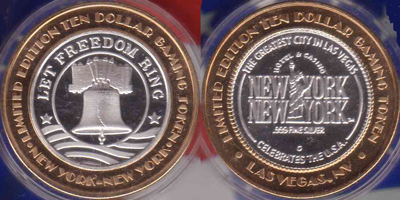 LIMITED EDITION TEN DOLLAR GAMING TOKEN
LET FREEDOM RING
• NEW YORK-NEW YORK •
LIMITED EDITION TEN DOLLAR GAMING TOKEN
THE GREATEST CITY IN LAS VEGAS
HOTEL & CASINO
NEW YORK
NEW YORK
.999 FINE SILVER
G
CELEBRATES THE U.S.A.
• LAS VEGAS, NV •